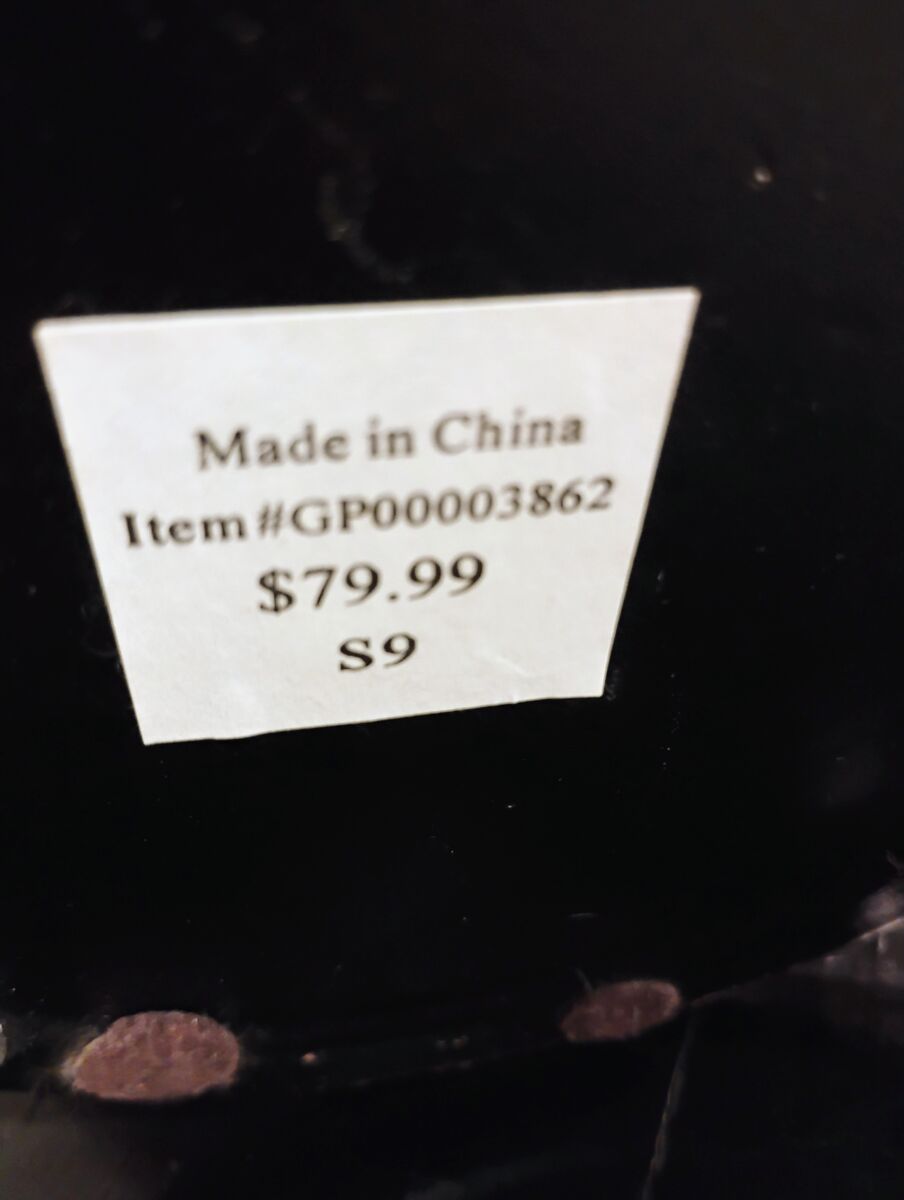 Made in China
Item #GP00003862
$79.99
S9